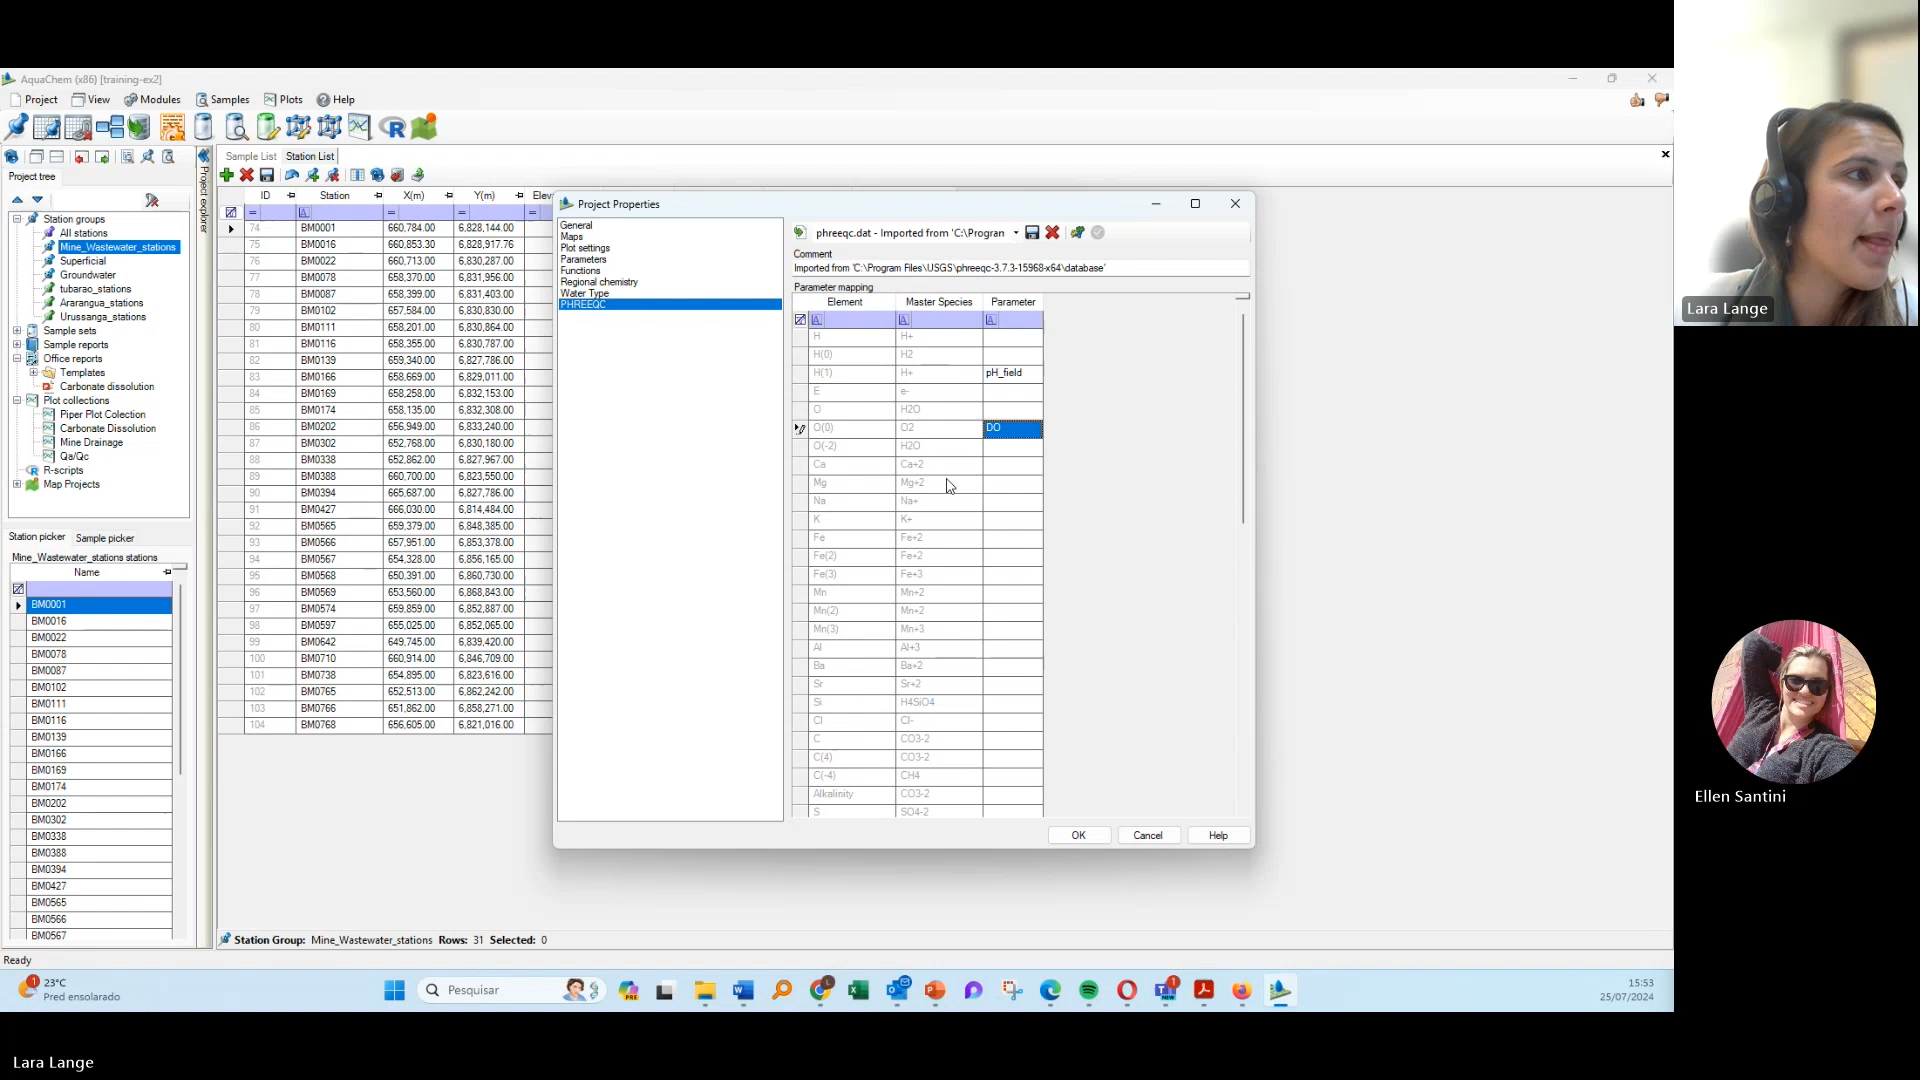 AquaChem (x86) [training-ex2]
Project View Modules Samples Plots Help
Project tree
Station groups
All stations
Mine_Wastewater_stations
Superficial
Groundwater
tubarao_stations
Ararangua_stations
Urussanga_stations
Sample sets
Sample reports
Office reports
Templates
Carbonate dissolution
Plot collections
Piper Plot Colection
Carbonate Dissolution
Mine Drainage
Qa/Qc
R-scripts
Map Projects
Project explorer
Station picker Sample picker
Mine_Wastewater_stations stations
Name
BM0001
BM0016
BM0022
BM0078
BM0087
BM0102
BM0111
BM0116
BM0139
BM0166
BM0169
BM0174
BM0202
BM0302
BM0338
BM0388
BM0394
BM0427
BM0565
BM0566
BM0567
Sample List Station List
ID Station X(m) Y(m) Elev
74 BM0001 660,784.00 6,828,144.00
75 BM0016 660,853.30 6,828,917.76
76 BM0022 660,713.00 6,830,287.00
77 BM0078 658,370.00 6,831,956.00
78 BM0087 658,399.00 6,831,403.00
79 BM0102 657,584.00 6,830,830.00
80 BM0111 658,201.00 6,830,864.00
81 BM0116 658,355.00 6,830,787.00
82 BM0139 659,340.00 6,827,786.00
83 BM0166 658,669.00 6,829,011.00
84 BM0169 658,258.00 6,832,153.00
85 BM0174 658,135.00 6,832,308.00
86 BM0202 656,949.00 6,833,240.00
87 BM0302 652,768.00 6,830,180.00
88 BM0338 652,862.00 6,827,967.00
89 BM0388 660,700.00 6,823,550.00
90 BM0394 665,687.00 6,827,786.00
91 BM0427 666,030.00 6,814,484.00
92 BM0565 659,379.00 6,848,385.00
93 BM0566 657,951.00 6,853,378.00
94 BM0567 654,328.00 6,856,165.00
95 BM0568 650,391.00 6,860,730.00
96 BM0569 653,560.00 6,868,843.00
97 BM0574 659,859.00 6,852,887.00
98 BM0597 655,025.00 6,852,065.00
99 BM0642 649,745.00 6,839,420.00
100 BM0710 660,914.00 6,846,709.00
101 BM0738 654,895.00 6,823,616.00
102 BM0765 652,513.00 6,862,242.00
103 BM0766 651,862.00 6,858,271.00
104 BM0768 656,605.00 6,821,016.00
Project Properties
General
Maps
Plot settings
Parameters
Functions
Regional chemistry
Water Type
PHREEQC
phreeqc.dat - Imported from 'C:\Program
Comment
Imported from 'C:\Program Files\USGS\phreeqc-3.7.3-15968-x64\database'
Parameter mapping
Element Master Species Parameter
H H+
H(0) H2
H(1) H+ pH_field
E e-
O H2O
O(0) O2 DO
O(-2) H2O
Ca Ca+2
Mg Mg+2
Na Na+
K K+
Fe Fe+2
Fe(2) Fe+2
Fe(3) Fe+3
Mn Mn+2
Mn(2) Mn+2
Mn(3) Mn+3
Al Al+3
Ba Ba+2
Sr Sr+2
Si H4SiO4
Cl Cl-
C CO3-2
C(4) CO3-2
C(-4) CH4
Alkalinity CO3-2
S SO4-2
OK Cancel Help
Station Group: Mine_Wastewater_stations Rows: 31 Selected: 0
Ready
23°C
Pred ensolarado
Pesquisar
15:53
25/07/2024
Lara Lange
Ellen Santini
Lara Lange